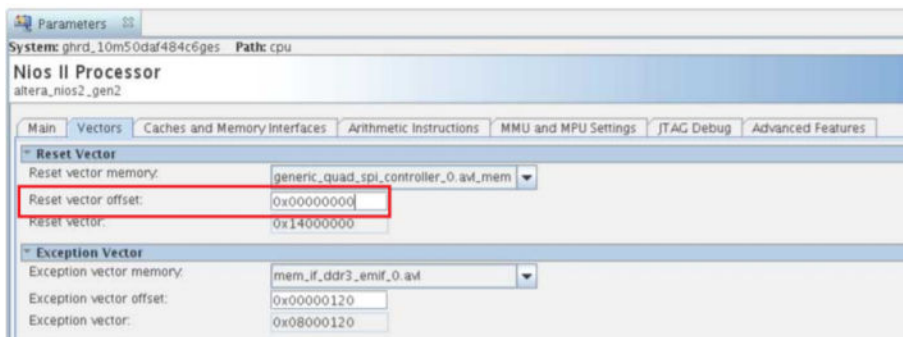 Parameters
System: ghrd_10m50daf484c6ges Path: cpu
Nios II Processor
altera_nios2_gen2
Main Vectors Caches and Memory Interfaces Arithmetic Instructions MMU and MPU Settings JTAG Debug Advanced Features
Reset Vector
Reset vector memory: generic_quad_spi_controller_0.avl_mem
Reset vector offset: 0x00000000
Reset vector: 0x14000000
Exception Vector
Exception vector memory: mem_if_ddr3_emif_0.avl
Exception vector offset: 0x00000120
Exception vector: 0x08000120